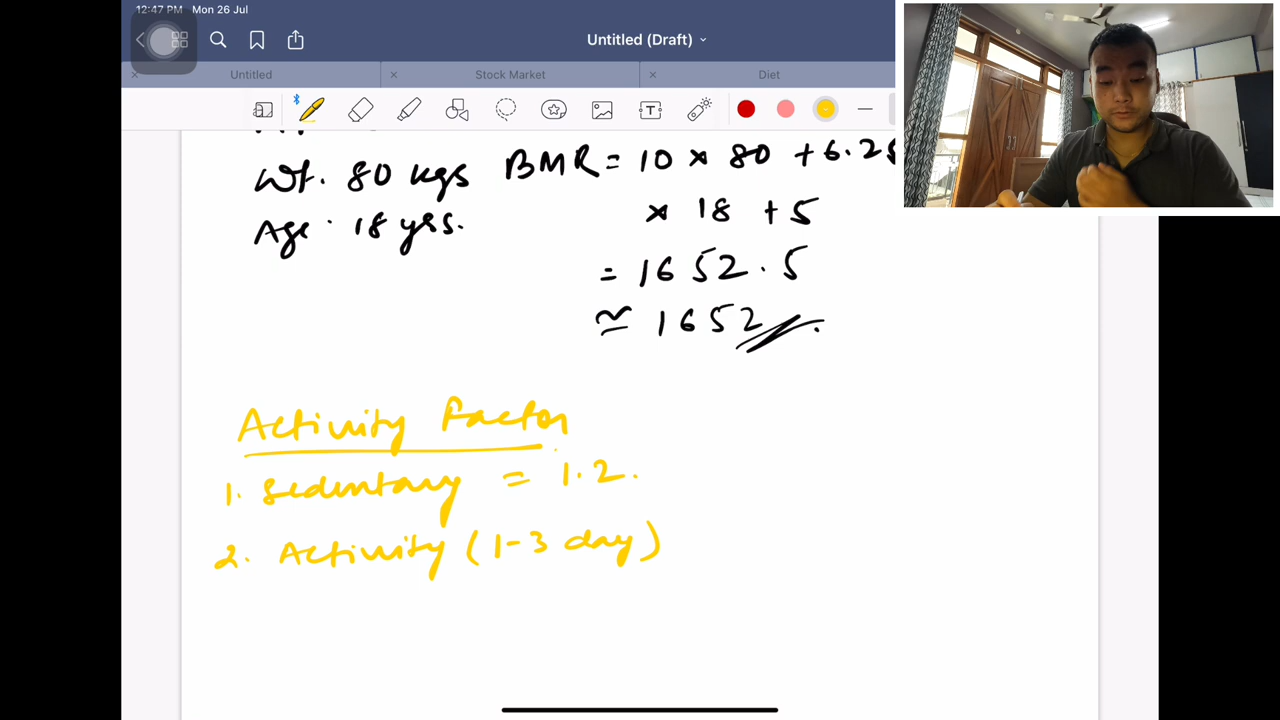 12:47 PM Mon 26 Jul
Untitled (Draft)
Untitled
Stock Market
Diet
Wt. 80 kgs
Age. 18 yrs.
BMR = 10 × 80 + 6.25
× 18 + 5
= 1652.5
≅ 1652
Activity Factor
1. Sedentary = 1.2.
2. Activity (1-3 day)